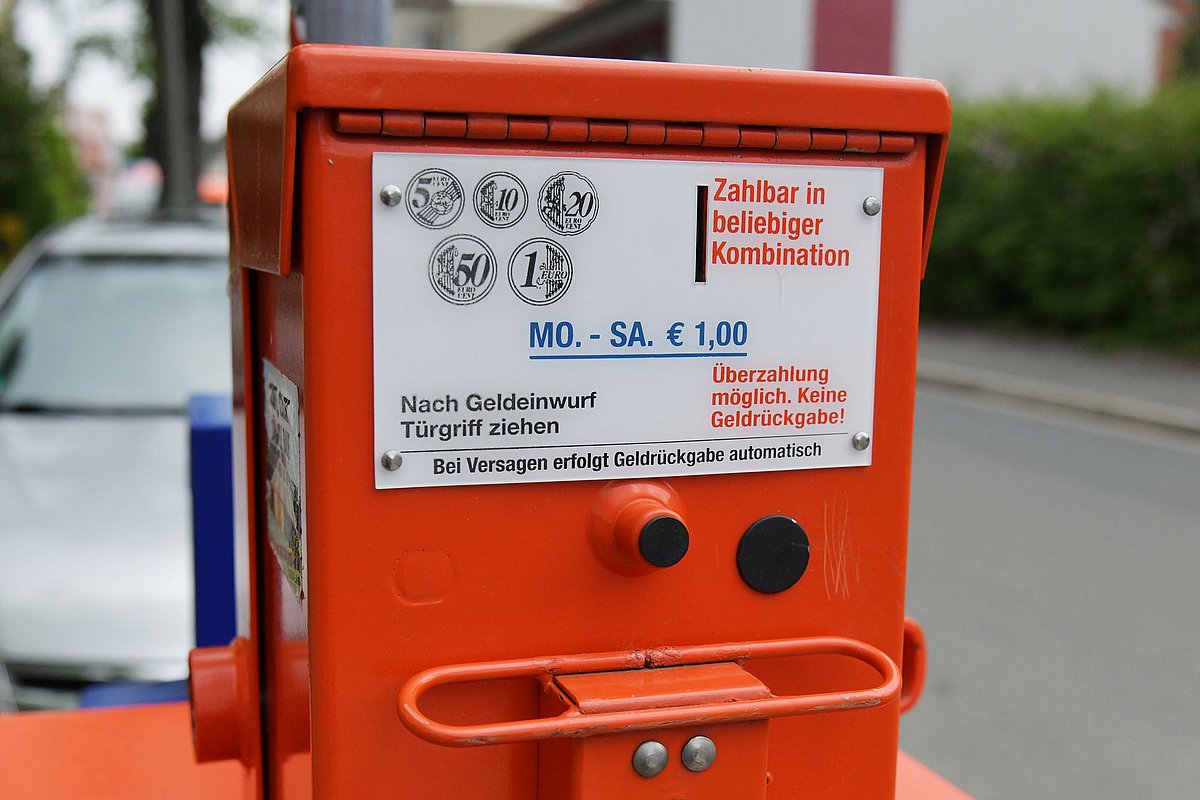 5 EURO CENT
10 EURO CENT
20 EURO CENT
50 EURO CENT
1 EURO
Zahlbar in
beliebiger
Kombination
MO. - SA. € 1,00
Nach Geldeinwurf
Türgriff ziehen
Überzahlung
möglich. Keine
Geldrückgabe!
Bei Versagen erfolgt Geldrückgabe automatisch